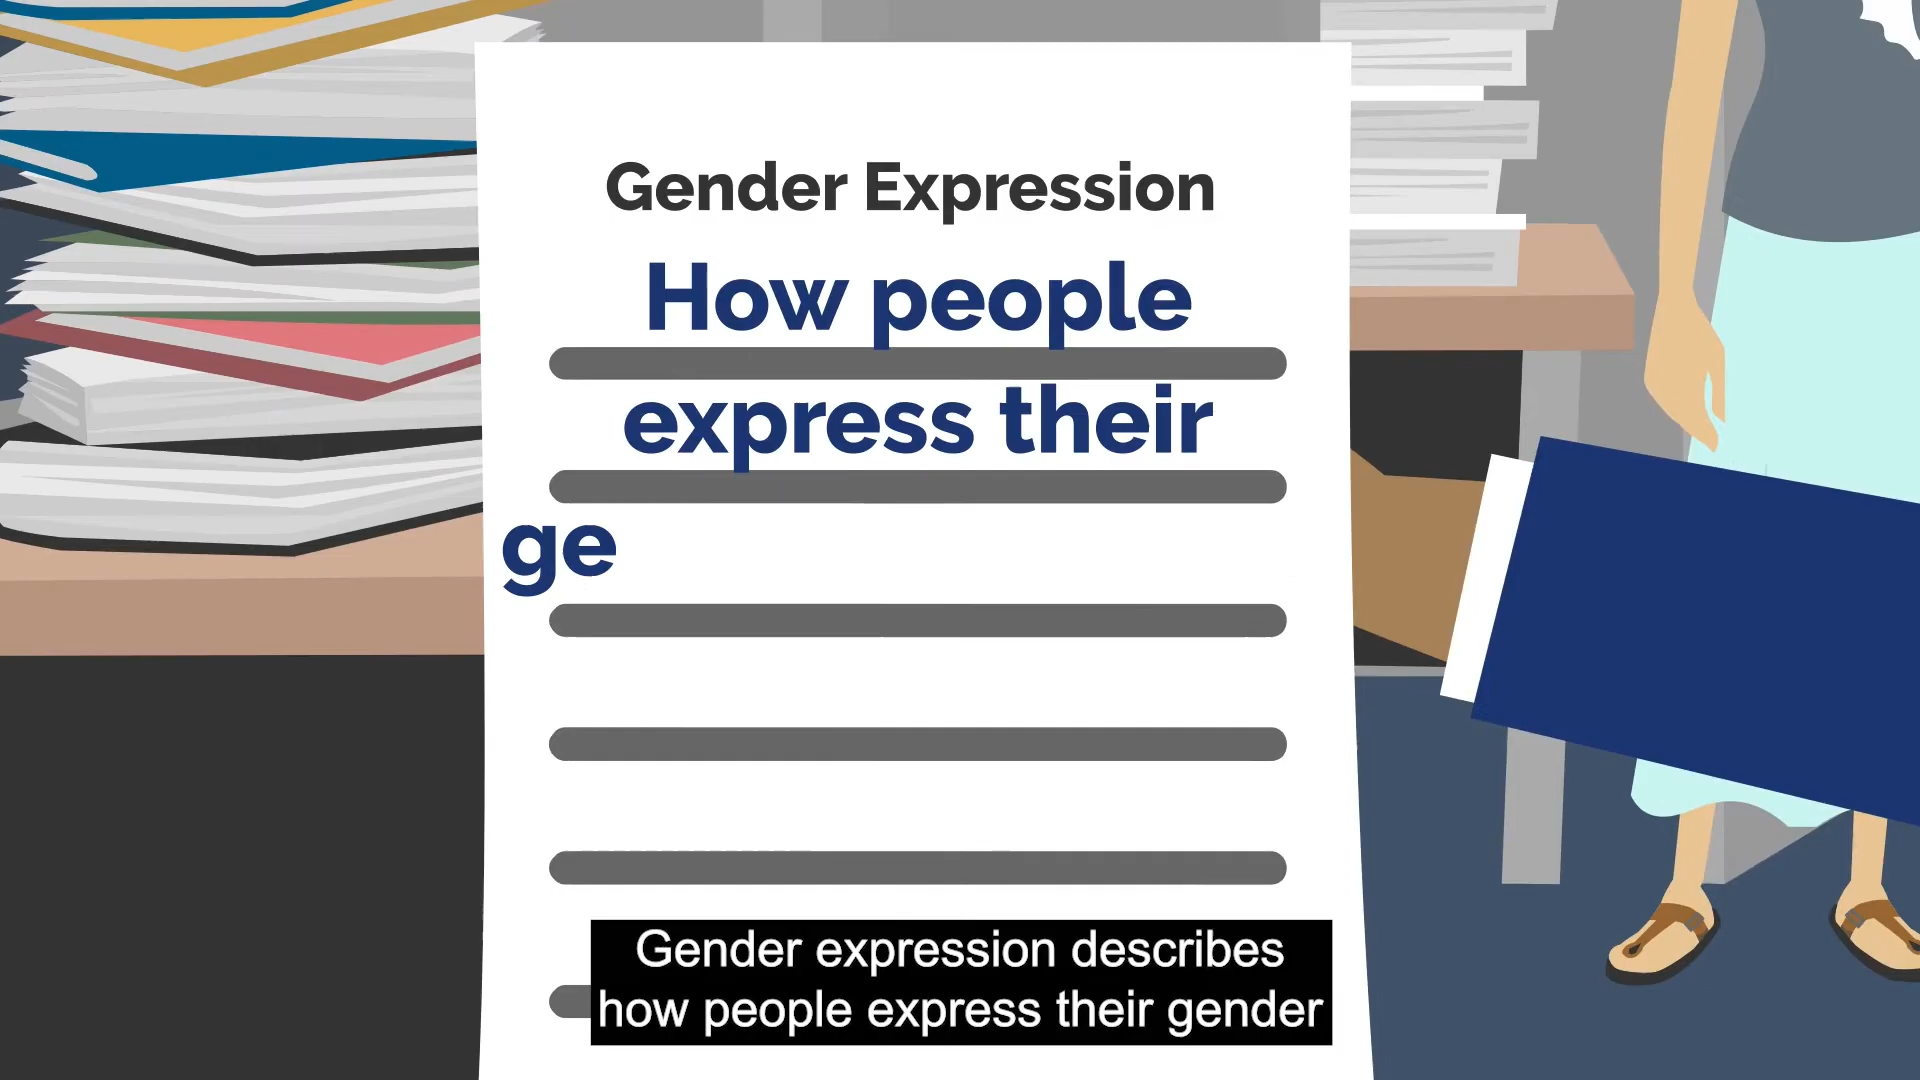 Gender Expression
How people
express their
ge
Gender expression describes
how people express their gender